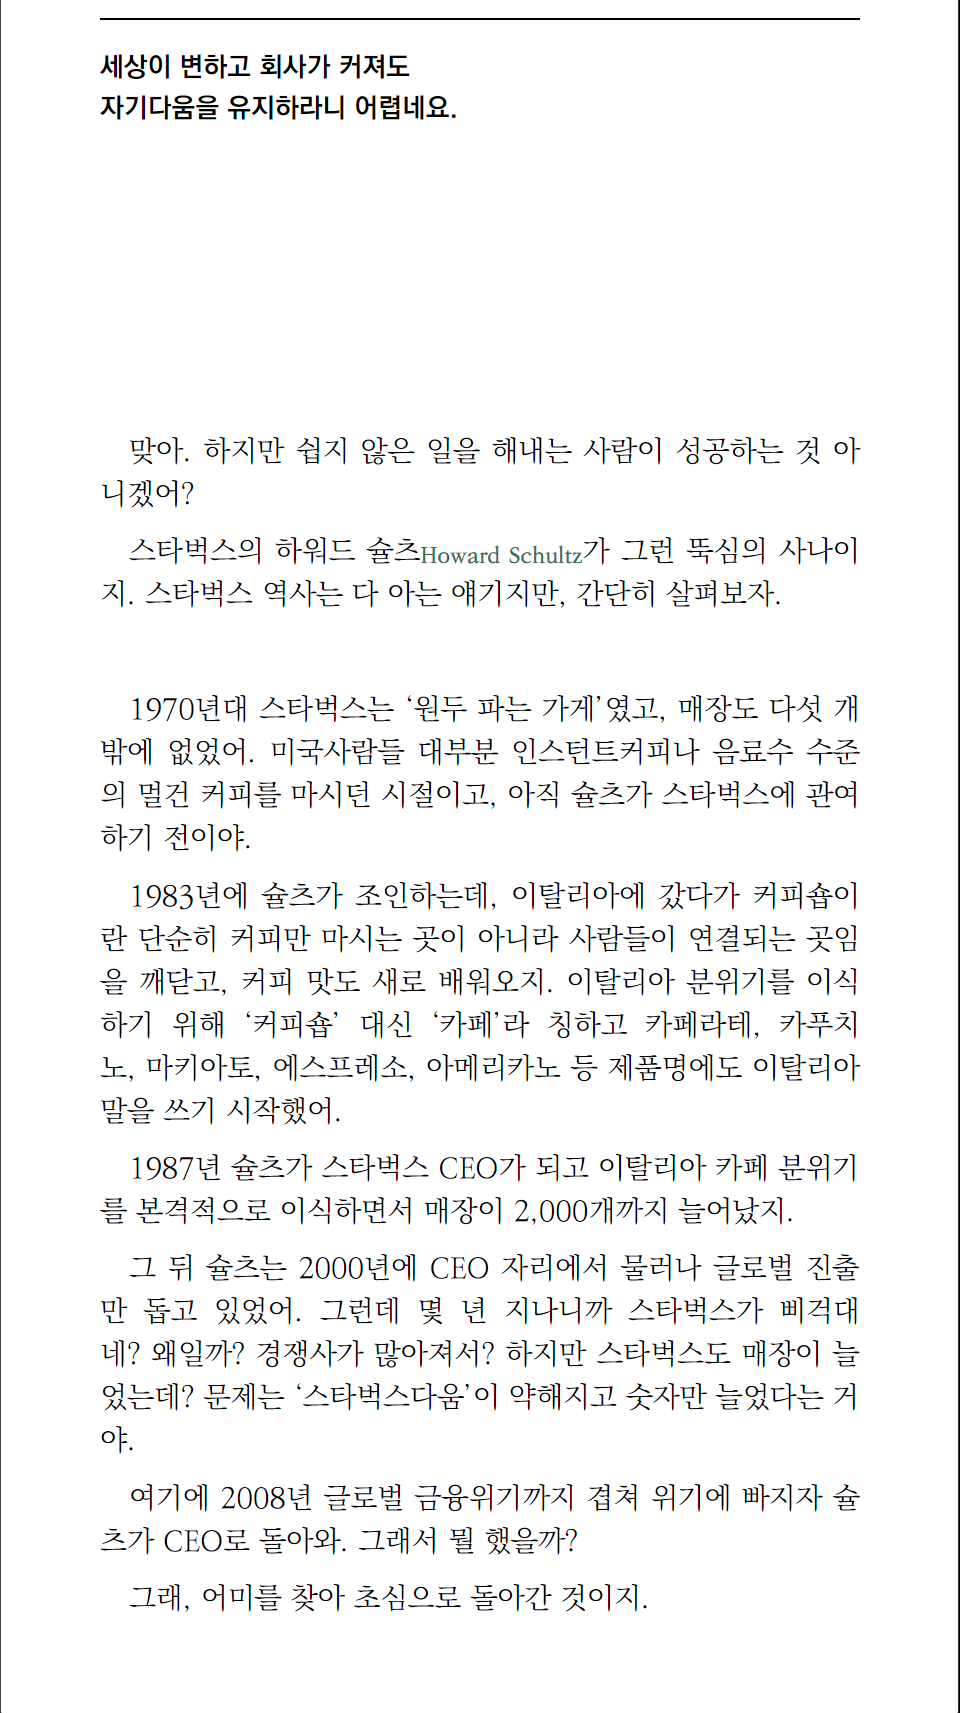 세상이 변하고 회사가 커져도
자기다움을 유지하라니 어렵네요.
맞아. 하지만 쉽지 않은 일을 해내는 사람이 성공하는 것 아
니겠어?
스타벅스의 하워드 슐츠Howard Schultz가 그런 뚝심의 사나이
지. 스타벅스 역사는 다 아는 얘기지만, 간단히 살펴보자.
1970년대 스타벅스는 ‘원두 파는 가게’였고, 매장도 다섯 개
밖에 없었어. 미국사람들 대부분 인스턴트커피나 음료수 수준
의 멀건 커피를 마시던 시절이고, 아직 슐츠가 스타벅스에 관여
하기 전이야.
1983년에 슐츠가 조인하는데, 이탈리아에 갔다가 커피숍이
란 단순히 커피만 마시는 곳이 아니라 사람들이 연결되는 곳임
을 깨닫고, 커피 맛도 새로 배워오지. 이탈리아 분위기를 이식
하기 위해 ‘커피숍’ 대신 ‘카페’라 칭하고 카페라테, 카푸치
노, 마키아토, 에스프레소, 아메리카노 등 제품명에도 이탈리아
말을 쓰기 시작했어.
1987년 슐츠가 스타벅스 CEO가 되고 이탈리아 카페 분위기
를 본격적으로 이식하면서 매장이 2,000개까지 늘어났지.
그 뒤 슐츠는 2000년에 CEO 자리에서 물러나 글로벌 진출
만 돕고 있었어. 그런데 몇 년 지나니까 스타벅스가 삐걱대
네? 왜일까? 경쟁사가 많아져서? 하지만 스타벅스도 매장이 늘
었는데? 문제는 ‘스타벅스다움’이 약해지고 숫자만 늘었다는 거
야.
여기에 2008년 글로벌 금융위기까지 겹쳐 위기에 빠지자 슐
츠가 CEO로 돌아와. 그래서 뭘 했을까?
그래, 어미를 찾아 초심으로 돌아간 것이지.